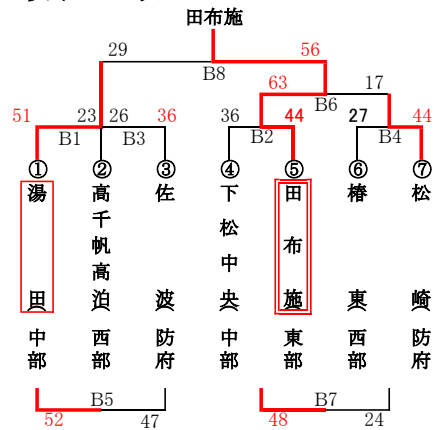 田布施
29 56
B8
63 17
B6
51 23 26 36 36 44 27 44
B1 B3 B2 B4
① ② ③ ④ ⑤ ⑥ ⑦
湯田(中部)
高千帆高泊(西部)
佐波(防府)
下松中央(中部)
田布施(東部)
椿東(西部)
松崎(防府)
B5 B7
52 47 48 24